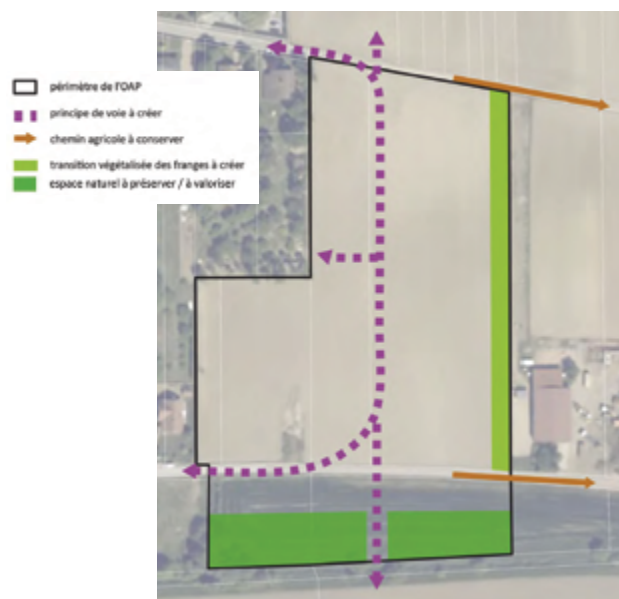 périmètre de l'OAP
principe de voie à créer
chemin agricole à conserver
transition végétalisée des franges à créer
espace naturel à préserver / à valoriser